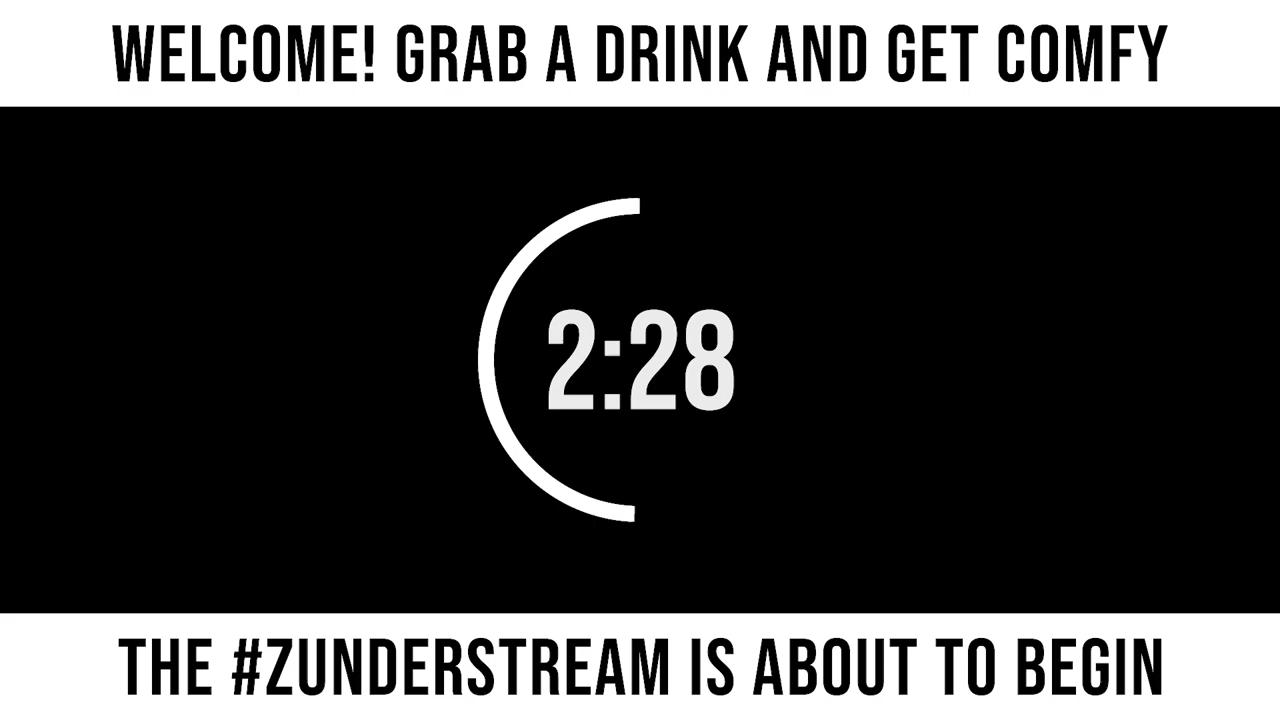 WELCOME! GRAB A DRINK AND GET COMFY
2:28
THE #ZUNDERSTREAM IS ABOUT TO BEGIN